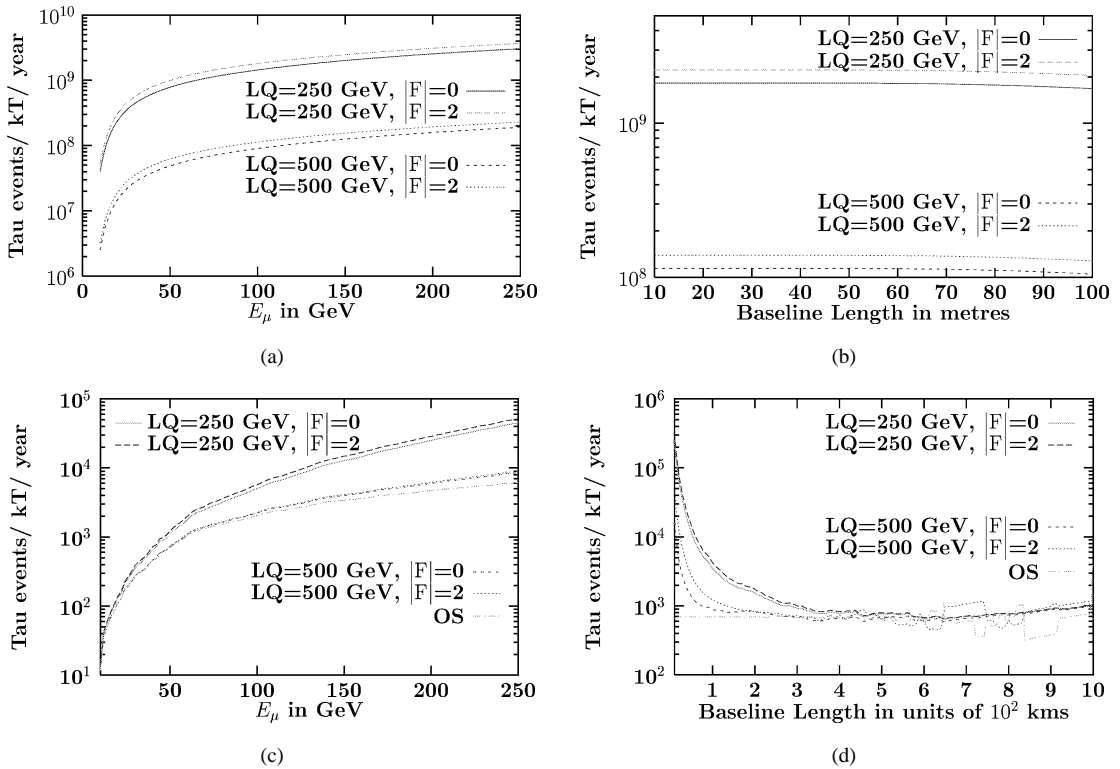 Tau events/ kT/ year
10^10
10^9
10^8
10^7
10^6
LQ=250 GeV, |F|=0
LQ=250 GeV, |F|=2
LQ=500 GeV, |F|=0
LQ=500 GeV, |F|=2
0 50 100 150 200 250
E_μ in GeV
(a)
Tau events/ kT/ year
10^9
10^8
LQ=250 GeV, |F|=0
LQ=250 GeV, |F|=2
LQ=500 GeV, |F|=0
LQ=500 GeV, |F|=2
10 20 30 40 50 60 70 80 90 100
Baseline Length in metres
(b)
Tau events/ kT/ year
10^5
10^4
10^3
10^2
10^1
LQ=250 GeV, |F|=0
LQ=250 GeV, |F|=2
LQ=500 GeV, |F|=0
LQ=500 GeV, |F|=2
OS
50 100 150 200 250
E_μ in GeV
(c)
Tau events/ kT/ year
10^6
10^5
10^4
10^3
10^2
LQ=250 GeV, |F|=0
LQ=250 GeV, |F|=2
LQ=500 GeV, |F|=0
LQ=500 GeV, |F|=2
OS
1 2 3 4 5 6 7 8 9 10
Baseline Length in units of 10^2 kms
(d)